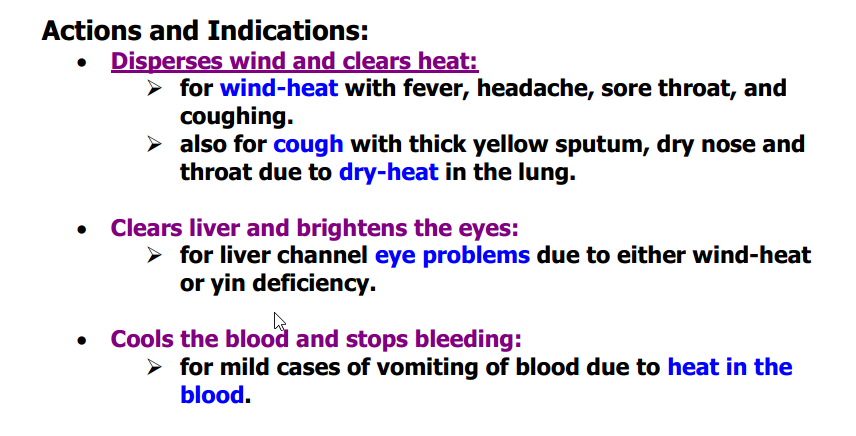 Actions and Indications:
• Disperses wind and clears heat:
➢ for wind-heat with fever, headache, sore throat, and
coughing.
➢ also for cough with thick yellow sputum, dry nose and
throat due to dry-heat in the lung.
• Clears liver and brightens the eyes:
➢ for liver channel eye problems due to either wind-heat
or yin deficiency.
• Cools the blood and stops bleeding:
➢ for mild cases of vomiting of blood due to heat in the
blood.